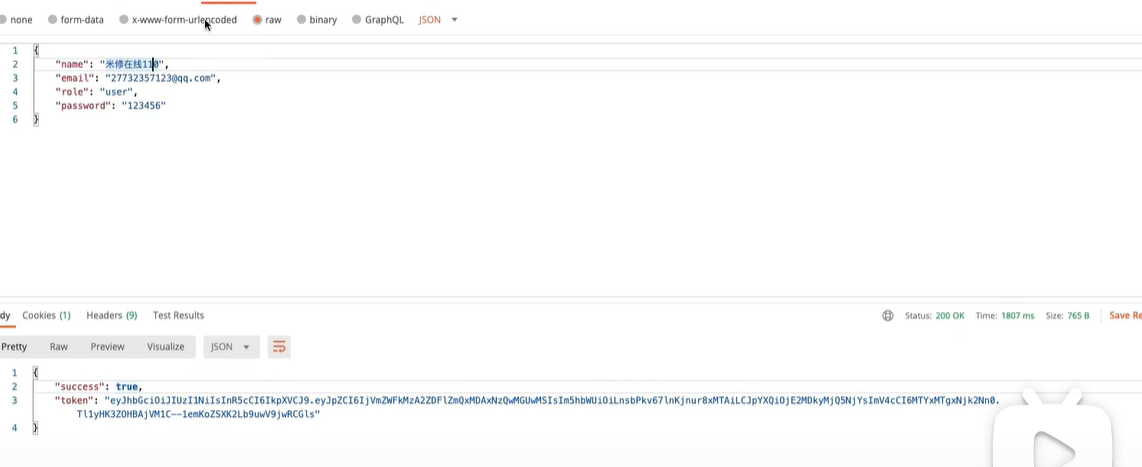 none form-data x-www-form-urlencoded raw binary GraphQL JSON
1 {
2 "name": "米修在线110",
3 "email": "27732357123@qq.com",
4 "role": "user",
5 "password": "123456"
6 }
dy Cookies (1) Headers (9) Test Results Status: 200 OK Time: 1807 ms Size: 765 B Save Re
Pretty Raw Preview Visualize JSON
1 {
2 "success": true,
3 "token": "eyJhbGciOiJIUzI1NiIsInR5cCI6IkpXVCJ9.eyJpZCI6IjVmZWFkMzA2ZDFlZmQxMDAxNzQwMGUwMSIsIm5hbWUiOiLnsbPkv67lnKjnur8xMTAiLCJpYXQiOjE2MDkyMjQ5NjYsImV4cCI6MTYxMTgxNjk2Nn0.
Tl1yHK3ZOHBAjVM1C--1emKoZSXK2Lb9uwV9jwRCGls"
4 }